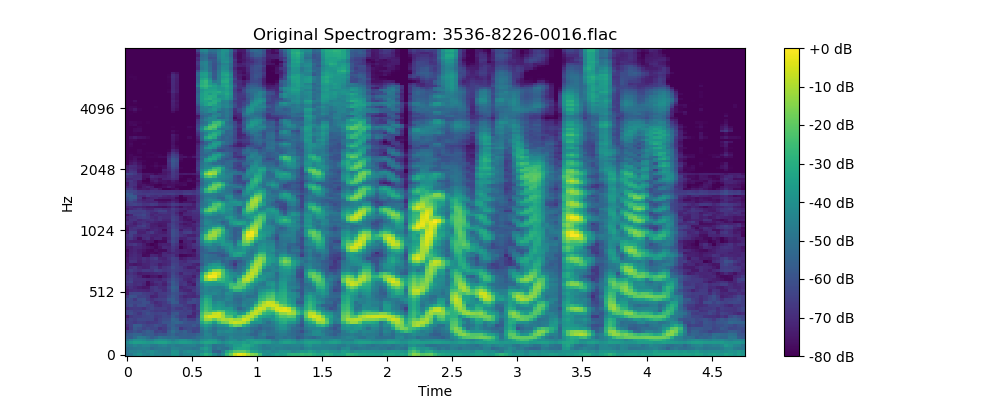 Original Spectrogram: 3536-8226-0016.flac
Hz
4096
2048
1024
512
0
0 0.5 1 1.5 2 2.5 3 3.5 4 4.5
Time
+0 dB
-10 dB
-20 dB
-30 dB
-40 dB
-50 dB
-60 dB
-70 dB
-80 dB